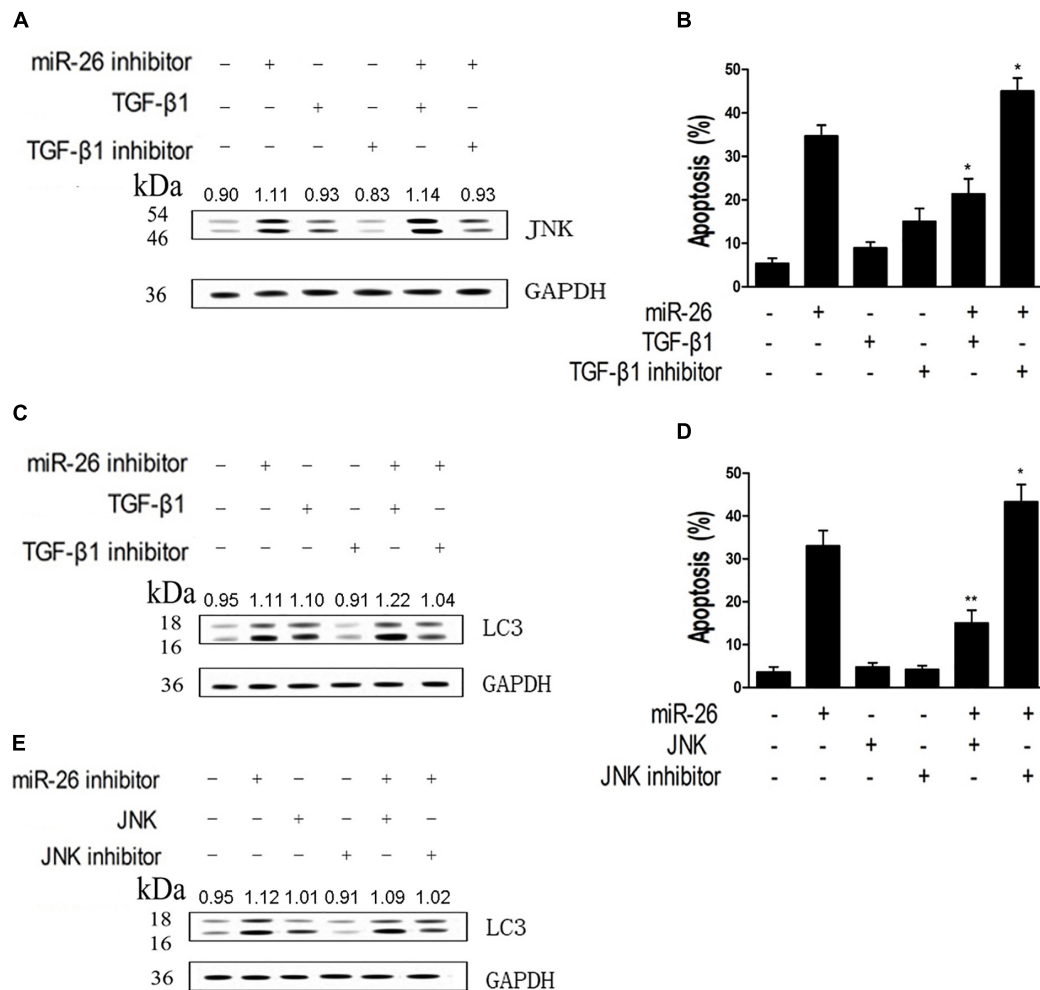 A
miR-26 inhibitor – + – – + +
TGF-β1 – – + – + –
TGF-β1 inhibitor – – – + – +
kDa 0.90 1.11 0.93 0.83 1.14 0.93
54
46
JNK
36
GAPDH
B
50
40
30
20
10
0
Apoptosis (%)
*
*
miR-26 - + - - + +
TGF-β1 - - + - + -
TGF-β1 inhibitor - - - + - +
C
miR-26 inhibitor – + – – + +
TGF-β1 – – + – + –
TGF-β1 inhibitor – – – + – +
kDa 0.95 1.11 1.10 0.91 1.22 1.04
18
16
LC3
36
GAPDH
D
50
40
30
20
10
0
Apoptosis (%)
**
*
miR-26 - + - - + +
JNK - - + - + -
JNK inhibitor - - - + - +
E
miR-26 inhibitor – + – – + +
JNK – – + – + –
JNK inhibitor – – – + – +
kDa 0.95 1.12 1.01 0.91 1.09 1.02
18
16
LC3
36
GAPDH